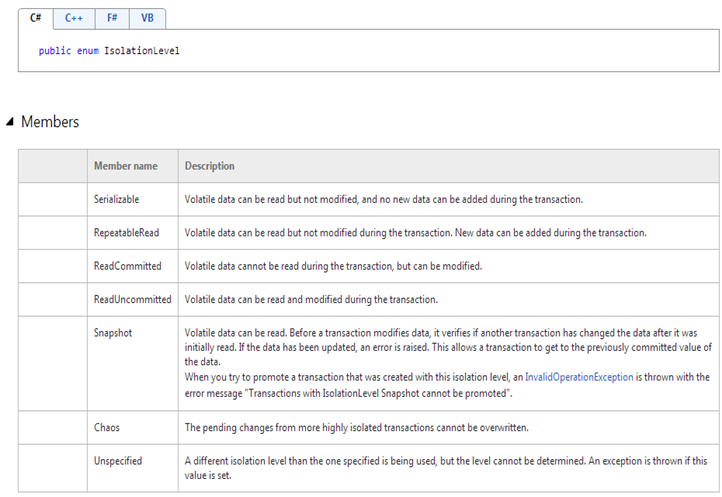 C# C++ F# VB
public enum IsolationLevel
Members
Member name Description
Serializable Volatile data can be read but not modified, and no new data can be added during the transaction.
RepeatableRead Volatile data can be read but not modified during the transaction. New data can be added during the transaction.
ReadCommitted Volatile data cannot be read during the transaction, but can be modified.
ReadUncommitted Volatile data can be read and modified during the transaction.
Snapshot Volatile data can be read. Before a transaction modifies data, it verifies if another transaction has changed the data after it was
initially read. If the data has been updated, an error is raised. This allows a transaction to get to the previously committed value of
the data.
When you try to promote a transaction that was created with this isolation level, an InvalidOperationException is thrown with the
error message "Transactions with IsolationLevel Snapshot cannot be promoted".
Chaos The pending changes from more highly isolated transactions cannot be overwritten.
Unspecified A different isolation level than the one specified is being used, but the level cannot be determined. An exception is thrown if this
value is set.